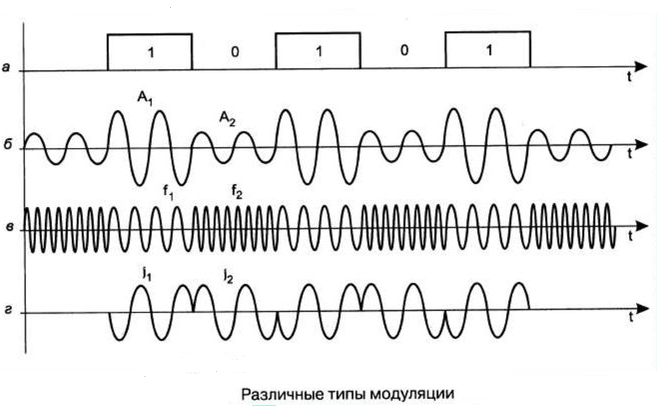 1 0 1 0 1
а t
A1 A2
б t
f1 f2
в t
j1 j2
г t
Различные типы модуляции